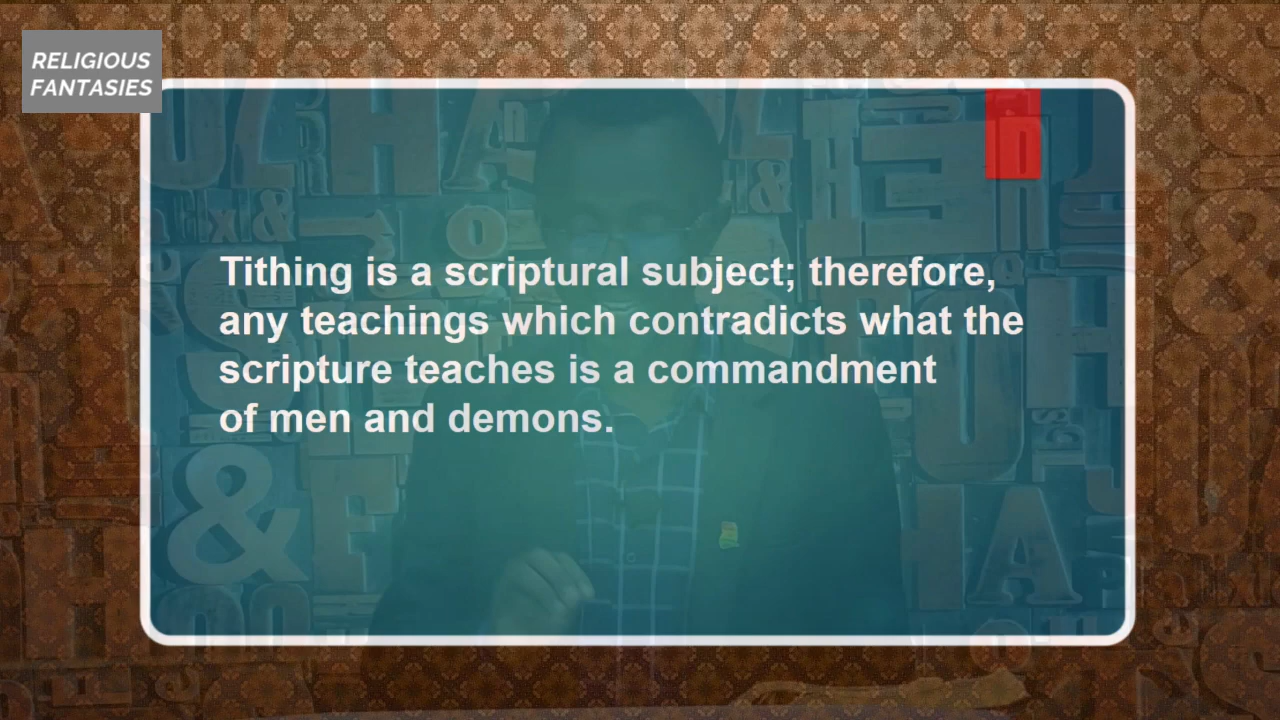 RELIGIOUS
FANTASIES
Tithing is a scriptural subject; therefore,
any teachings which contradicts what the
scripture teaches is a commandment
of men and demons.